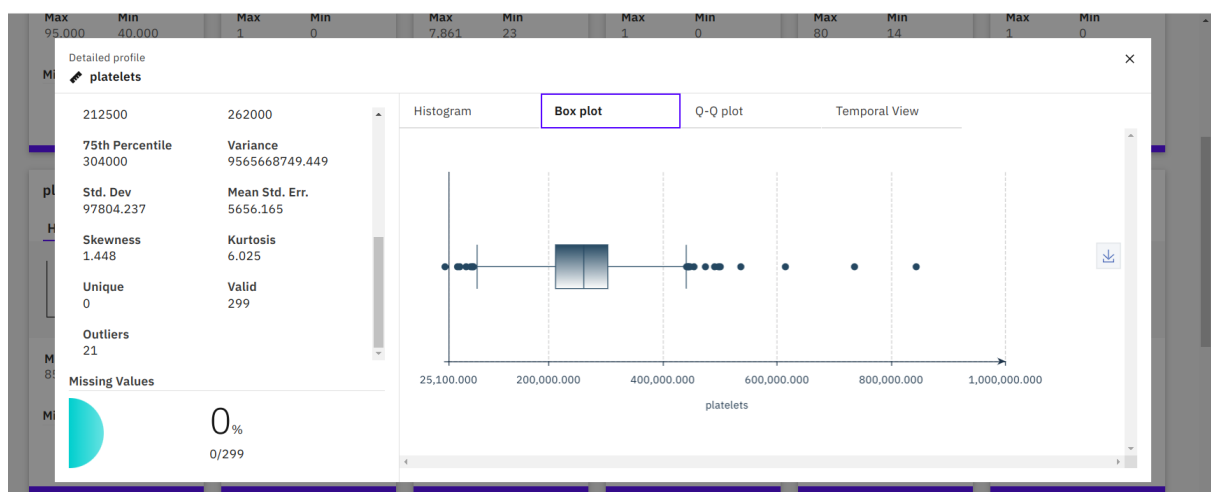 Max Min Max Min Max Min Max Min Max Min Max Min
95,000 40,000 1 0 7,861 23 1 0 80 14 1 0
Detailed profile
platelets
Mi
212500 262000
75th Percentile Variance
304000 9565668749.449
Std. Dev Mean Std. Err.
97804.237 5656.165
Skewness Kurtosis
1.448 6.025
Unique Valid
0 299
Outliers
21
Missing Values
0%
0/299
Histogram Box plot Q-Q plot Temporal View
25,100.000 200,000.000 400,000.000 600,000.000 800,000.000 1,000,000.000
platelets
pl
H
M
Mi